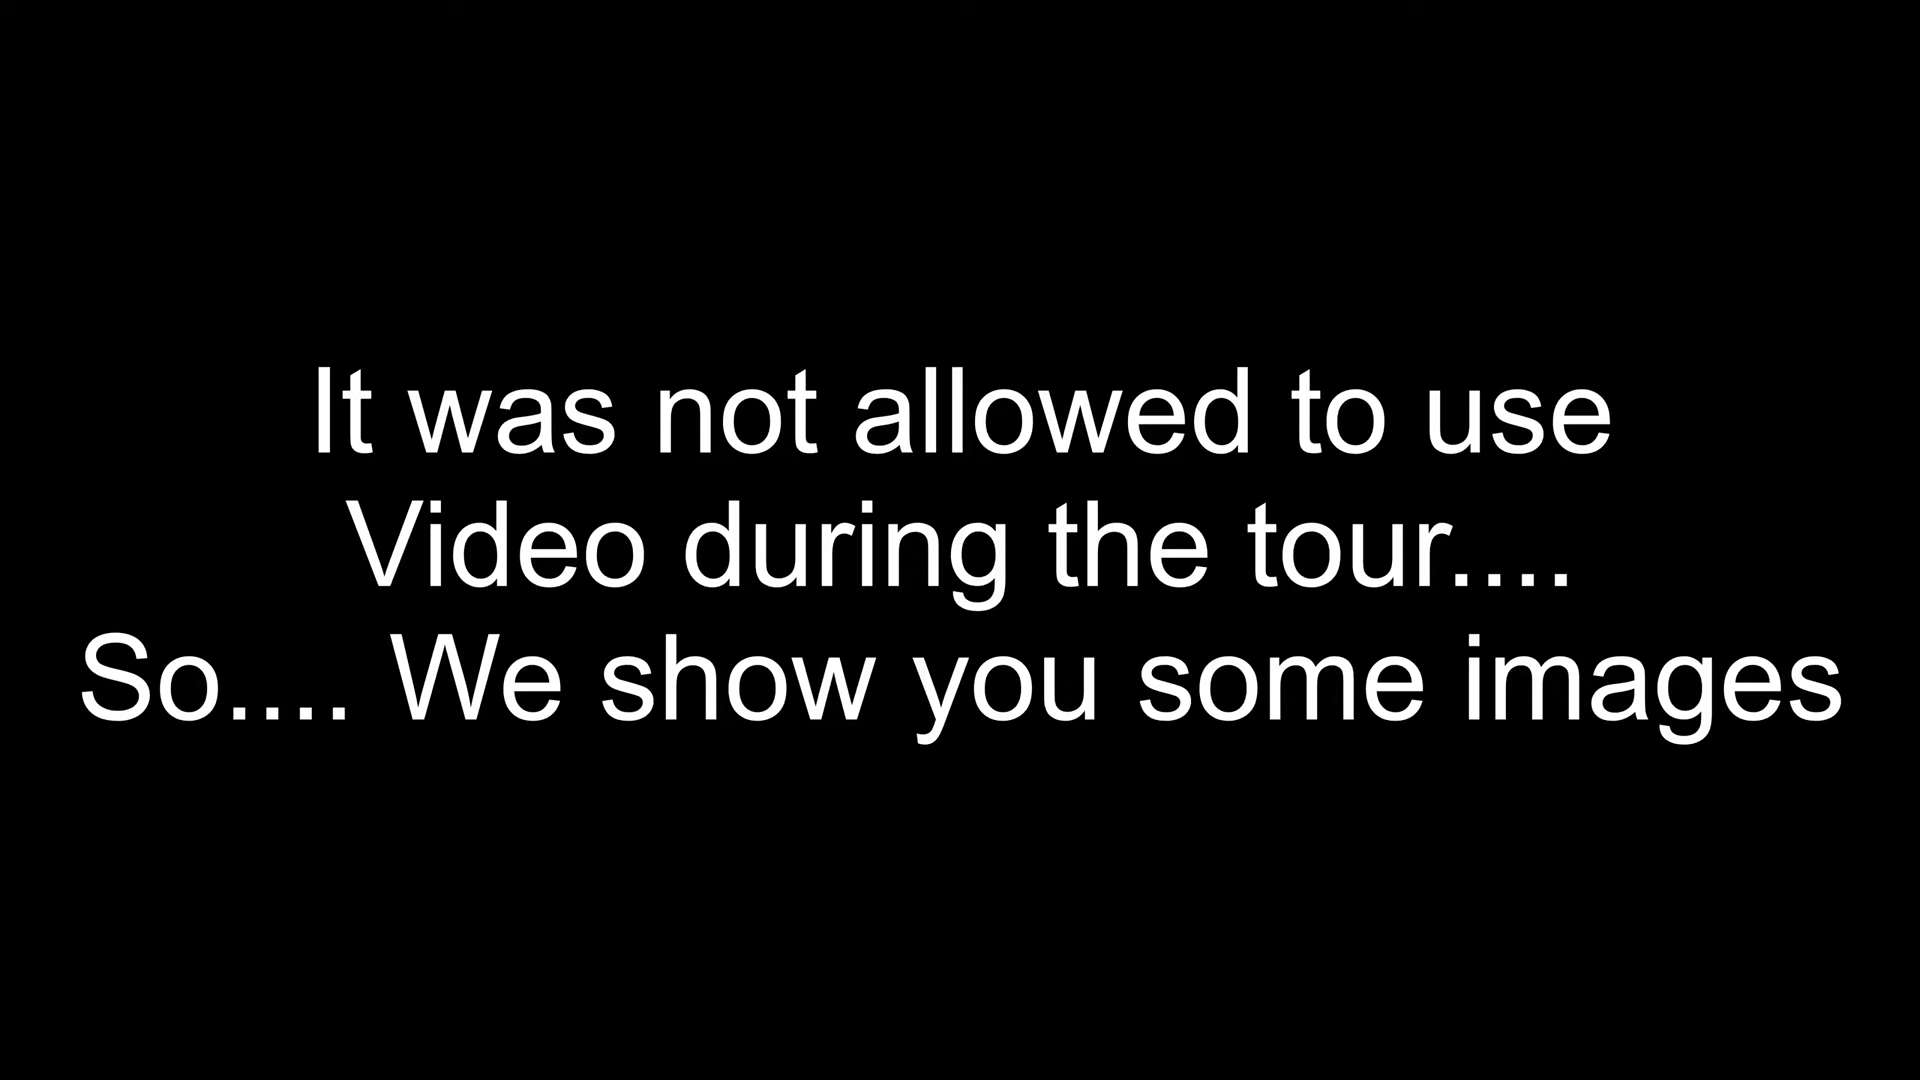 It was not allowed to use
Video during the tour....
So.... We show you some images